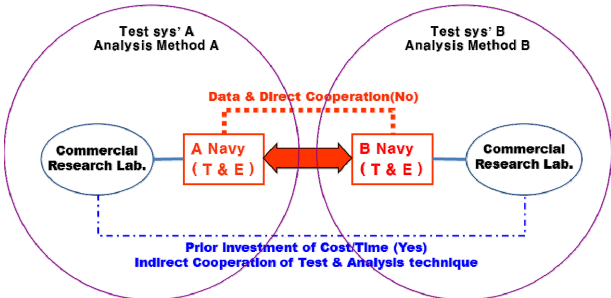 Test sys' A
Analysis Method A
Test sys' B
Analysis Method B
Data & Direct Cooperation(No)
Commercial
Research Lab.
A Navy
( T & E )
B Navy
( T & E )
Commercial
Research Lab.
Prior Investment of Cost/Time (Yes)
Indirect Cooperation of Test & Analysis technique